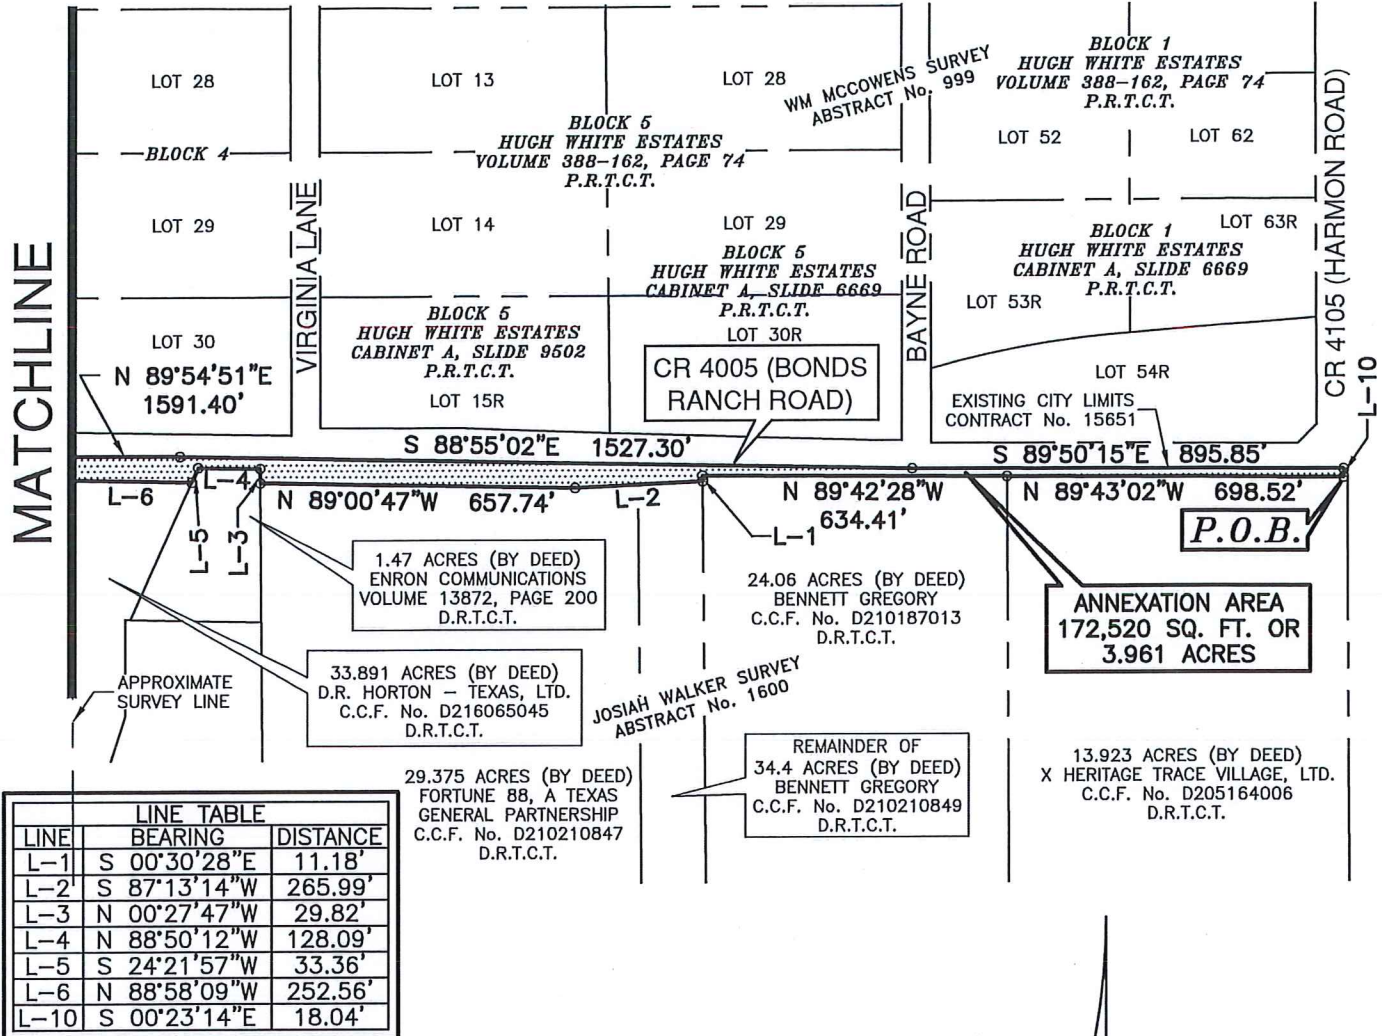 MATCHLINE
LOT 28
BLOCK 4
LOT 29
LOT 30
N 89°54'51"E
1591.40'
VIRGINIA LANE
LOT 13
LOT 28
BLOCK 5
HUGH WHITE ESTATES
VOLUME 388-162, PAGE 74
P.R.T.C.T.
LOT 14
LOT 29
WM MCCOWENS SURVEY
ABSTRACT No. 999
BLOCK 5
HUGH WHITE ESTATES
CABINET A, SLIDE 6669
P.R.T.C.T.
LOT 30R
BLOCK 5
HUGH WHITE ESTATES
CABINET A, SLIDE 9502
P.R.T.C.T.
LOT 15R
BAYNE ROAD
BLOCK 1
HUGH WHITE ESTATES
VOLUME 388-162, PAGE 74
P.R.T.C.T.
LOT 52
LOT 62
LOT 63R
BLOCK 1
HUGH WHITE ESTATES
CABINET A, SLIDE 6669
P.R.T.C.T.
LOT 53R
LOT 54R
CR 4105 (HARMON ROAD)
L-10
EXISTING CITY LIMITS
CONTRACT No. 15651
CR 4005 (BONDS
RANCH ROAD)
S 88°55'02"E 1527.30'
S 89°50'15"E 895.85'
L-6
L-5
L-4
L-3
N 89°00'47"W 657.74'
L-2
L-1
N 89°42'28"W
634.41'
N 89°43'02"W 698.52'
P.O.B.
1.47 ACRES (BY DEED)
ENRON COMMUNICATIONS
VOLUME 13872, PAGE 200
D.R.T.C.T.
24.06 ACRES (BY DEED)
BENNETT GREGORY
C.C.F. No. D210187013
D.R.T.C.T.
ANNEXATION AREA
172,520 SQ. FT. OR
3.961 ACRES
APPROXIMATE
SURVEY LINE
33.891 ACRES (BY DEED)
D.R. HORTON - TEXAS, LTD.
C.C.F. No. D216065045
D.R.T.C.T.
JOSIAH WALKER SURVEY
ABSTRACT No. 1600
29.375 ACRES (BY DEED)
FORTUNE 88, A TEXAS
GENERAL PARTNERSHIP
C.C.F. No. D210210847
D.R.T.C.T.
REMAINDER OF
34.4 ACRES (BY DEED)
BENNETT GREGORY
C.C.F. No. D210210849
D.R.T.C.T.
13.923 ACRES (BY DEED)
X HERITAGE TRACE VILLAGE, LTD.
C.C.F. No. D205164006
D.R.T.C.T.
LINE TABLE
LINE BEARING DISTANCE
L-1 S 00°30'28"E 11.18'
L-2 S 87°13'14"W 265.99'
L-3 N 00°27'47"W 29.82'
L-4 N 88°50'12"W 128.09'
L-5 S 24°21'57"W 33.36'
L-6 N 88°58'09"W 252.56'
L-10 S 00°23'14"E 18.04'